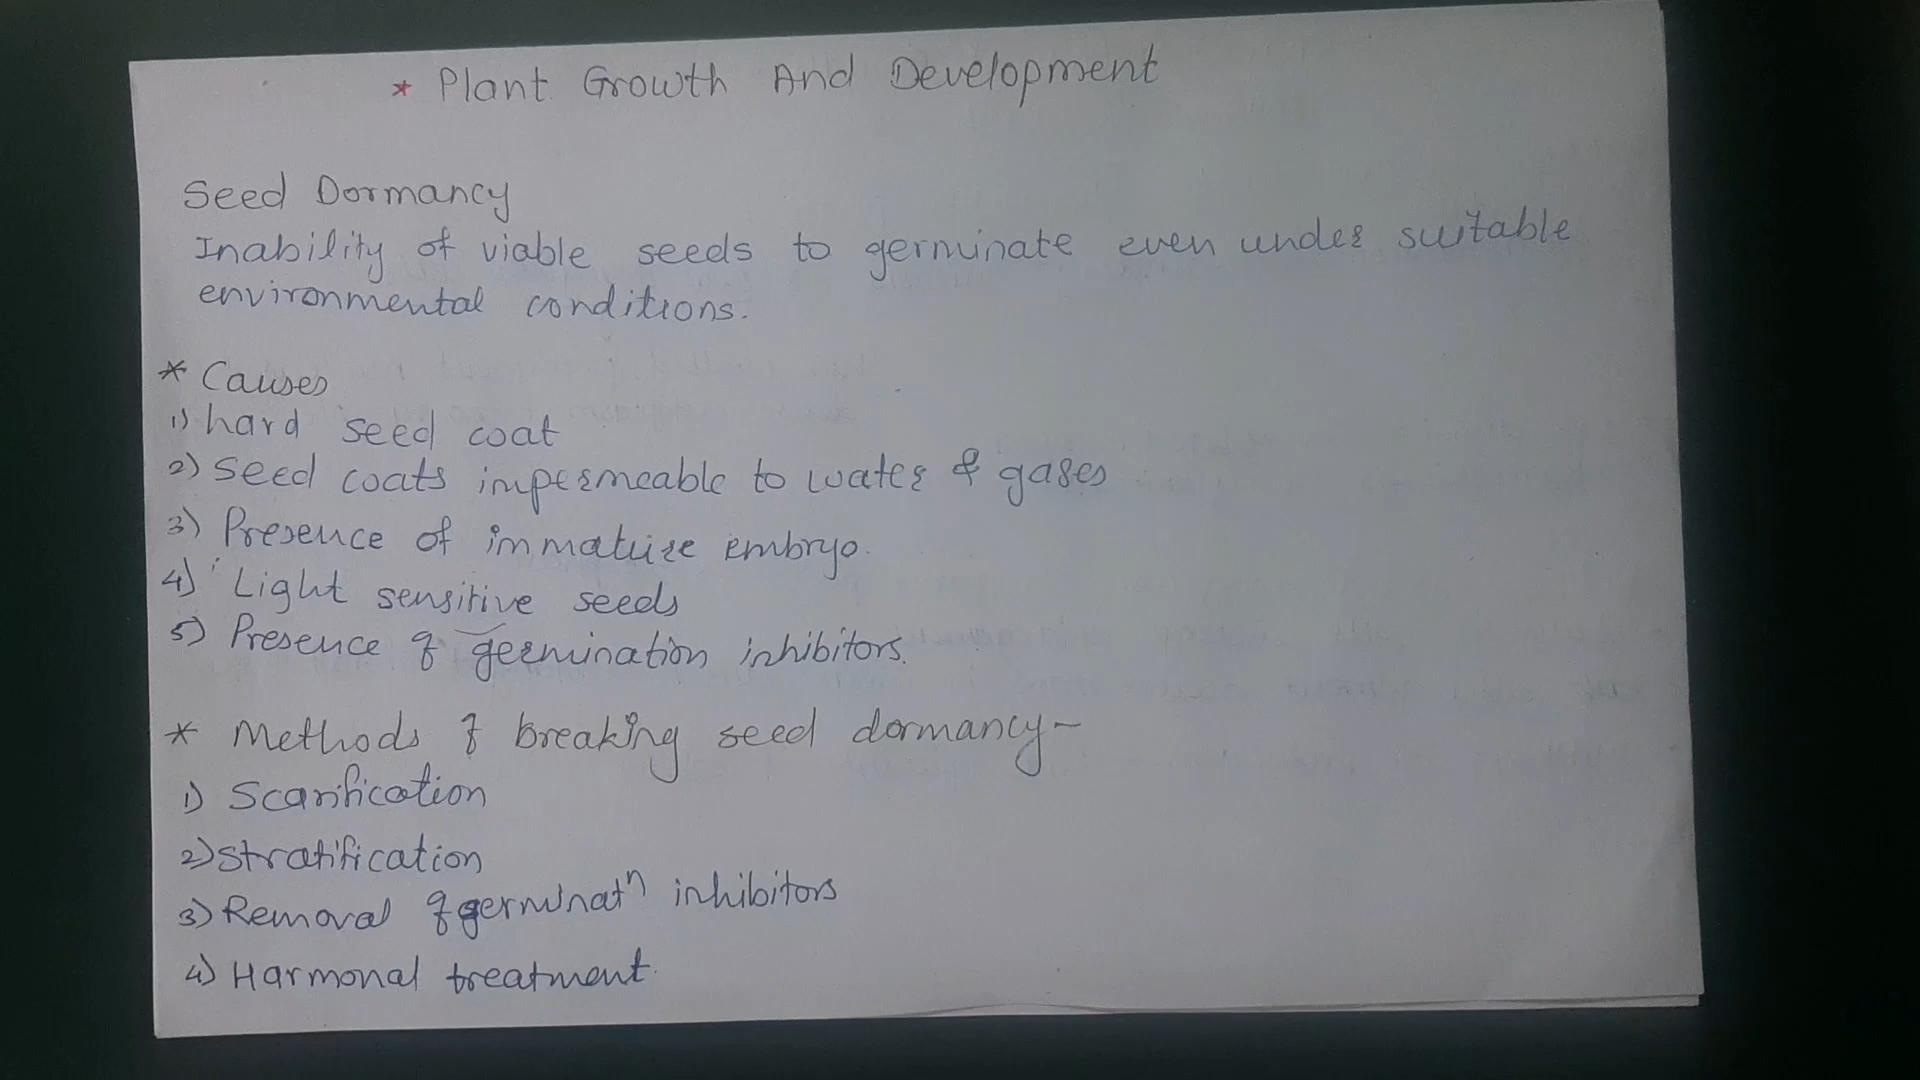 * Plant Growth And Development
Seed Dormancy
Inability of viable seeds to germinate even under suitable
environmental conditions.
* Causes
1) hard seed coat
2) Seed coats impermeable to water & gases
3) Presence of immature embryo.
4) Light sensitive seeds
5) Presence of germination inhibitors.
* Methods of breaking seed dormancy-
1) Scarification
2) Stratification
3) Removal of germinatⁿ inhibitors
4) Harmonal treatment.